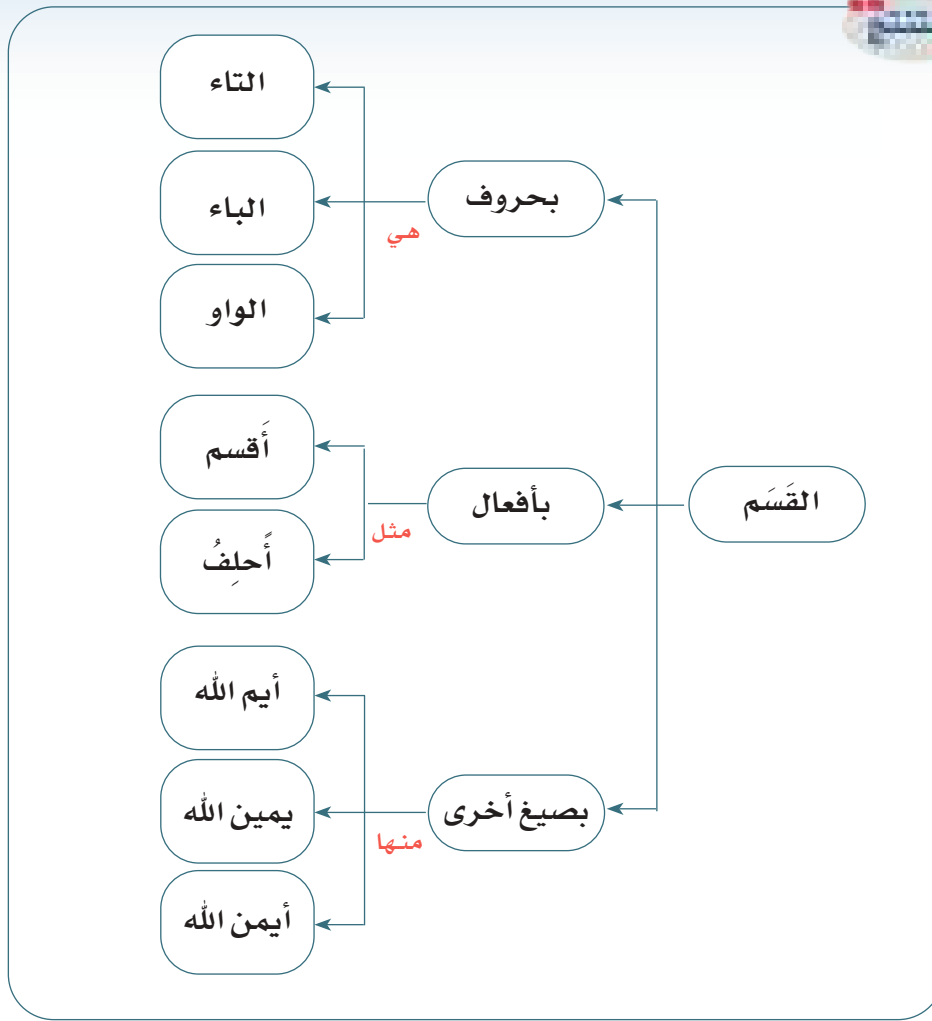 القَسَم
بحروف
هي
التاء
الباء
الواو
بأفعال
مثل
أَقسم
أًحلِفُ
بصيغ أخرى
منها
أيم الله
يمين الله
أيمن الله